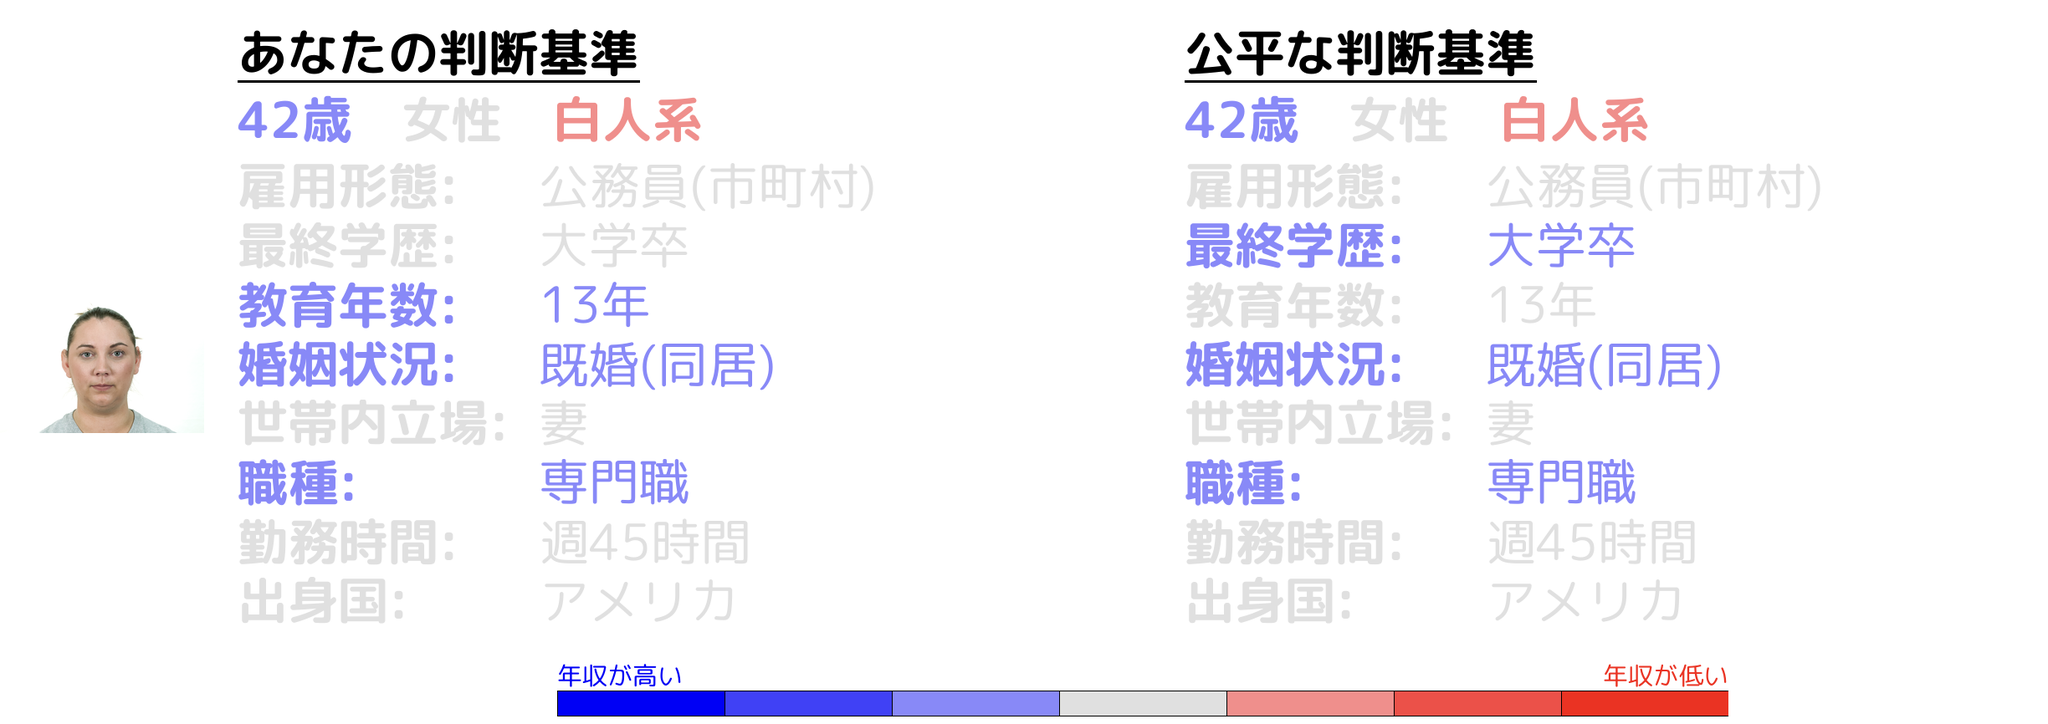 あなたの判断基準
42歳 女性 白人系
雇用形態: 公務員(市町村)
最終学歴: 大学卒
教育年数: 13年
婚姻状況: 既婚(同居)
世帯内立場: 妻
職種: 専門職
勤務時間: 週45時間
出身国: アメリカ
公平な判断基準
42歳 女性 白人系
雇用形態: 公務員(市町村)
最終学歴: 大学卒
教育年数: 13年
婚姻状況: 既婚(同居)
世帯内立場: 妻
職種: 専門職
勤務時間: 週45時間
出身国: アメリカ
年収が高い
年収が低い